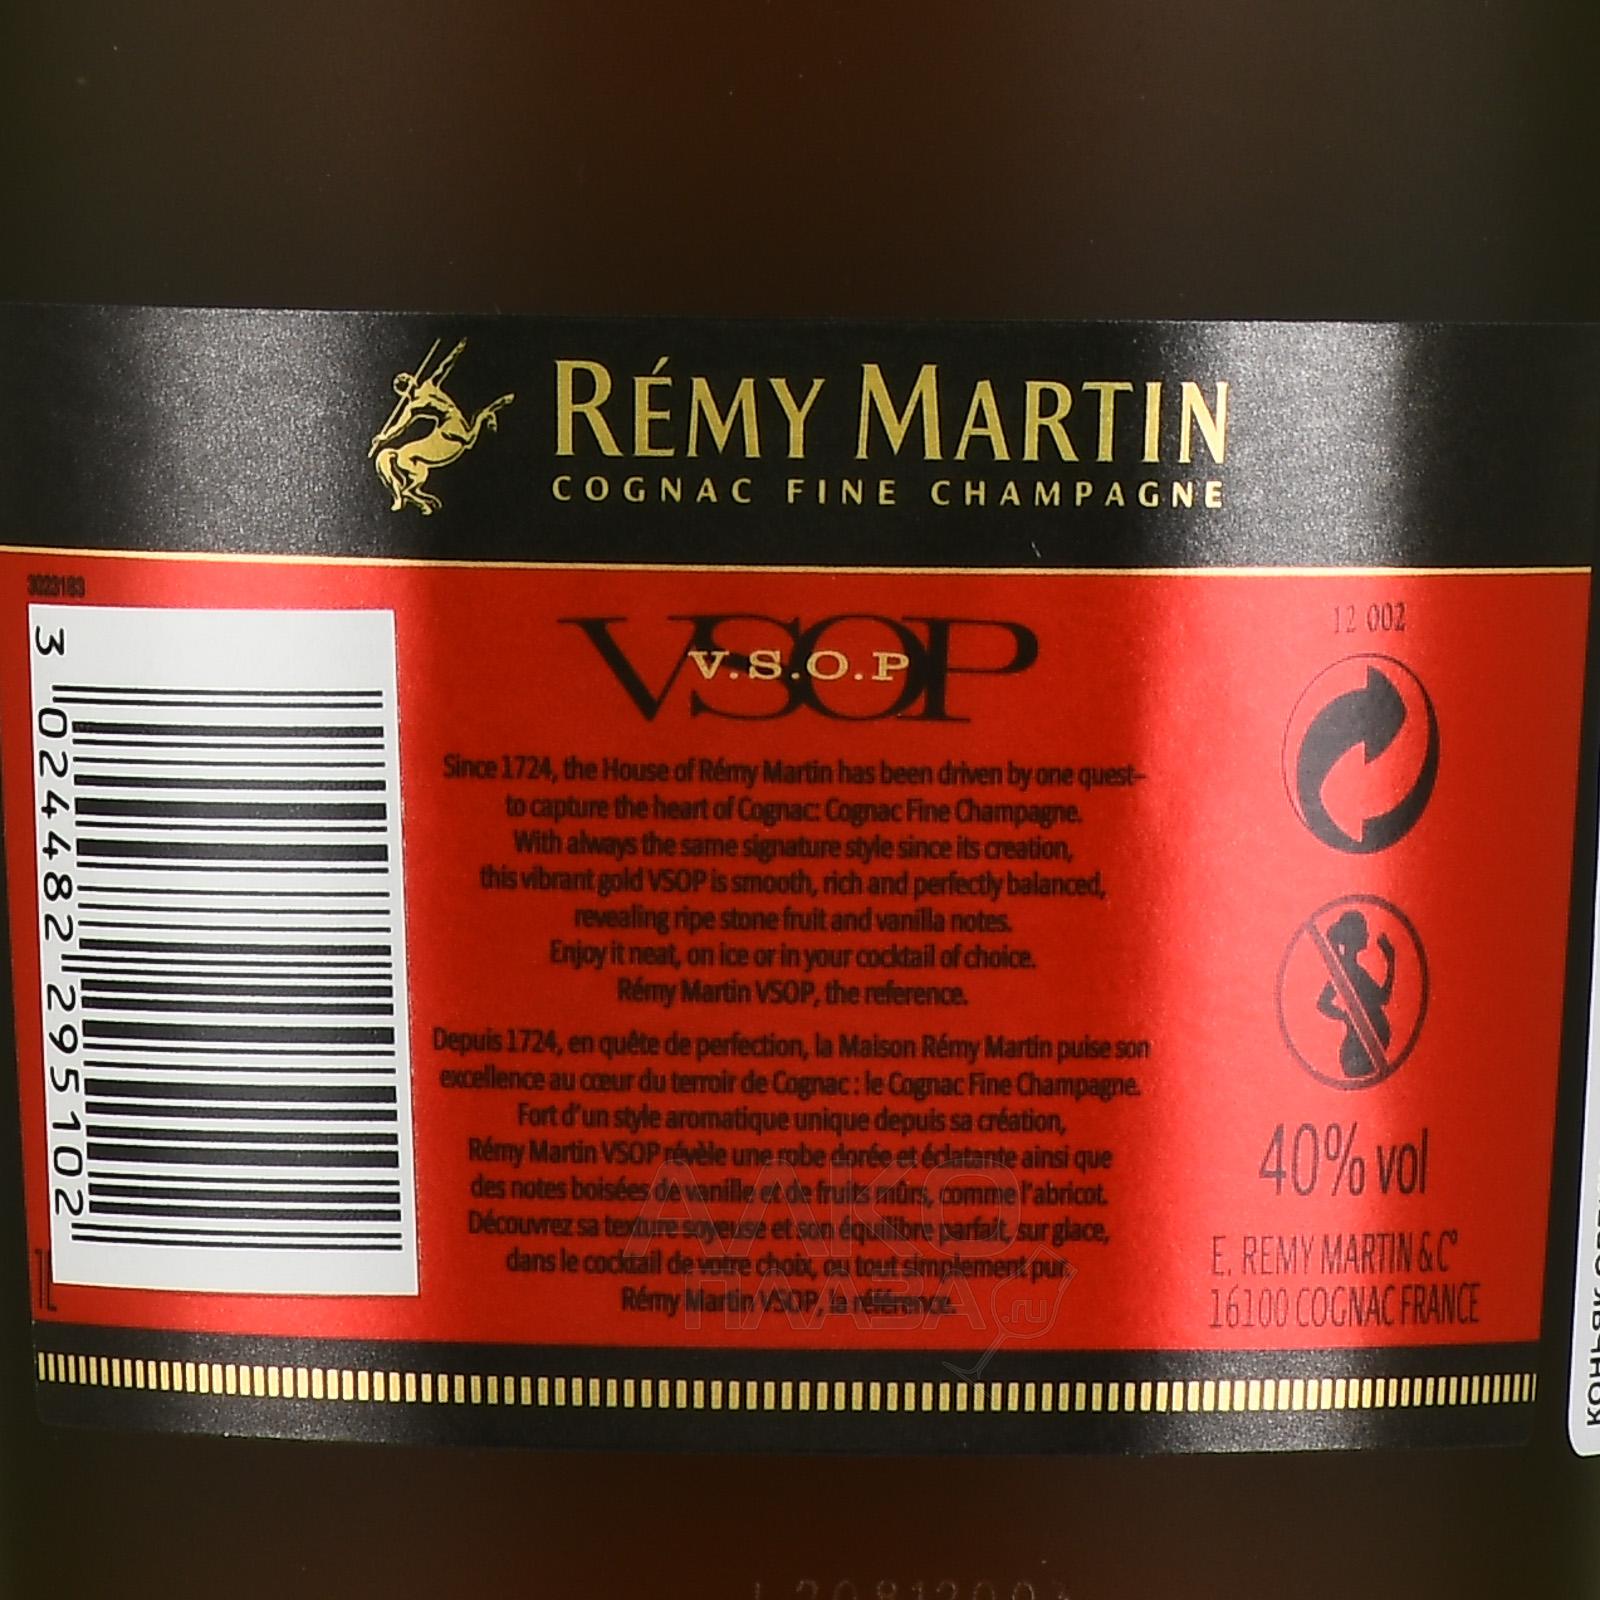 RÉMY MARTIN
COGNAC FINE CHAMPAGNE
3023183
3 024482 295102
1L
VSOP
V.S.O.P
Since 1724, the House of Rémy Martin has been driven by one quest–
to capture the heart of Cognac: Cognac Fine Champagne.
With always the same signature style since its creation,
this vibrant gold VSOP is smooth, rich and perfectly balanced,
revealing ripe stone fruit and vanilla notes.
Enjoy it neat, on ice or in your cocktail of choice.
Rémy Martin VSOP, the reference.
Depuis 1724, en quête de perfection, la Maison Rémy Martin puise son
excellence au cœur du terroir de Cognac : le Cognac Fine Champagne.
Fort d'un style aromatique unique depuis sa création,
Rémy Martin VSOP révèle une robe dorée et éclatante ainsi que
des notes boisées de vanille et de fruits mûrs, comme l'abricot.
Découvrez sa texture soyeuse et son équilibre parfait, sur glace,
dans le cocktail de votre choix, ou tout simplement pur.
Rémy Martin VSOP, la référence.
12 002
40% vol
E. REMY MARTIN & C°
16100 COGNAC FRANCE
АЛКО
ПЛАЗА.ru